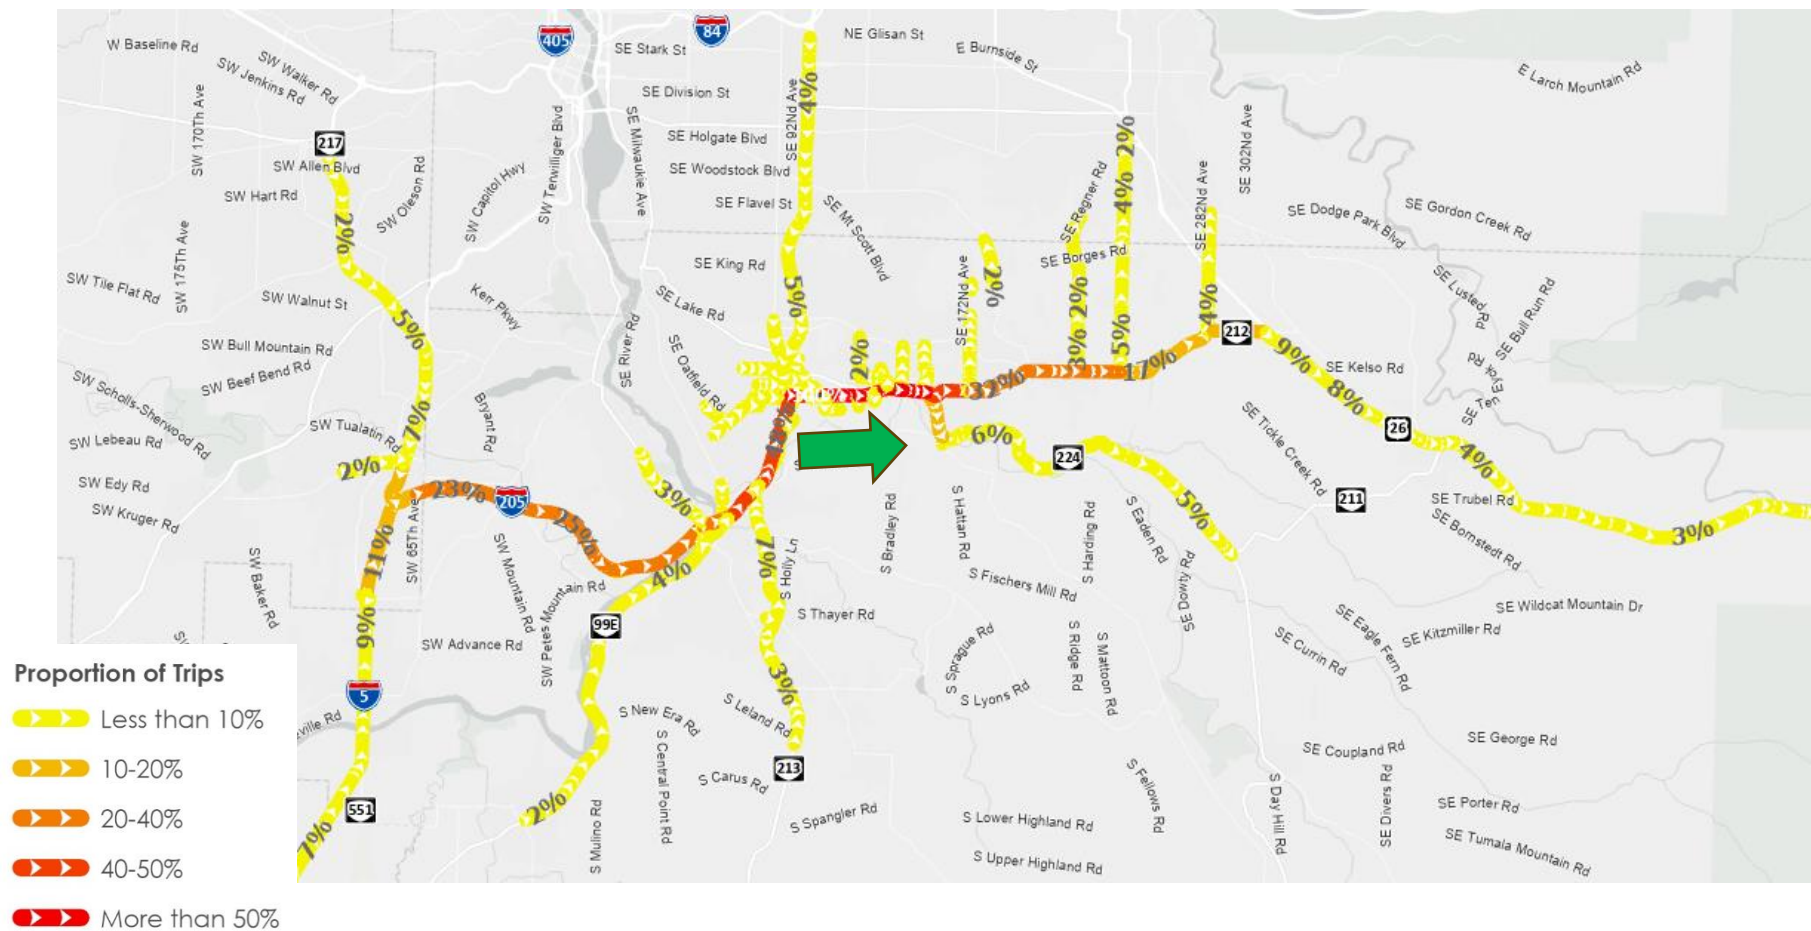 405
84
NE Glisan St
W Baseline Rd
SE Stark St
E Burnside St
SW Walker Rd
SW Jenkins Rd
E Larch Mountain Rd
SE Division St
4%
SW 170Th Ave
SE 92Nd Ave
SE 302Nd Ave
SW Terwilliger Blvd
SE Milwaukie Ave
SE Holgate Blvd
2%
217
SW Allen Blvd
SE Woodstock Blvd
SW Oleson Rd
SW Capitol Hwy
SW Hart Rd
SE Flavel St
SE Regner Rd
4%
SE 282Nd Ave
SE Mt Scott Blvd
SE Dodge Park Blvd
SE Gordon Creek Rd
2%
SW 175Th Ave
SE King Rd
SE Borges Rd
SW Tile Flat Rd
SW Walnut St
Kerr Pkwy
SE Lake Rd
5%
SE 172Nd Ave
2%
2%
4%
SE Lusted Rd
SE Bull Run Rd
5%
SE River Rd
212
SW Bull Mountain Rd
SE Oatfield Rd
2%
3%
5%
17%
9%
SE Kelso Rd
SW Beef Bend Rd
SW Scholls-Sherwood Rd
32%
8%
SE Ten Eyck Rd
Bryant Rd
SW Tualatin Rd
7%
SW Lebeau Rd
6%
SE Tickle Creek Rd
26
2%
224
4%
SW Edy Rd
23%
205
3%
S Bradley Rd
S Hattan Rd
S Harding Rd
S Eaden Rd
5%
211
SE Trubel Rd
SW Kruger Rd
SW 65Th Ave
25%
SE Bornstedt Rd
3%
11%
SW Baker Rd
SW Mountain Rd
SW Petes Mountain Rd
4%
7%
S Holly Ln
S Fischers Mill Rd
SE Dowty Rd
9%
99E
S Thayer Rd
SE Wildcat Mountain Dr
SW Advance Rd
S Sprague Rd
S Ridge Rd
S Mattoon Rd
SE Currin Rd
SE Eagle Fern Rd
SE Kitzmiller Rd
Proportion of Trips
5
3%
S Lyons Rd
Less than 10%
S New Era Rd
S Leland Rd
SE Coupland Rd
SE George Rd
10-20%
S Central Point Rd
S Carus Rd
213
S Fellows Rd
S Day Hill Rd
SE Divers Rd
551
2%
20-40%
7%
S Mulino Rd
S Spangler Rd
S Lower Highland Rd
SE Porter Rd
40-50%
S Upper Highland Rd
SE Tumala Mountain Rd
More than 50%